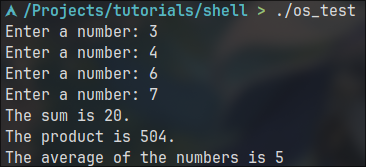 /Projects/tutorials/shell > ./os_test
Enter a number: 3
Enter a number: 4
Enter a number: 6
Enter a number: 7
The sum is 20.
The product is 504.
The average of the numbers is 5